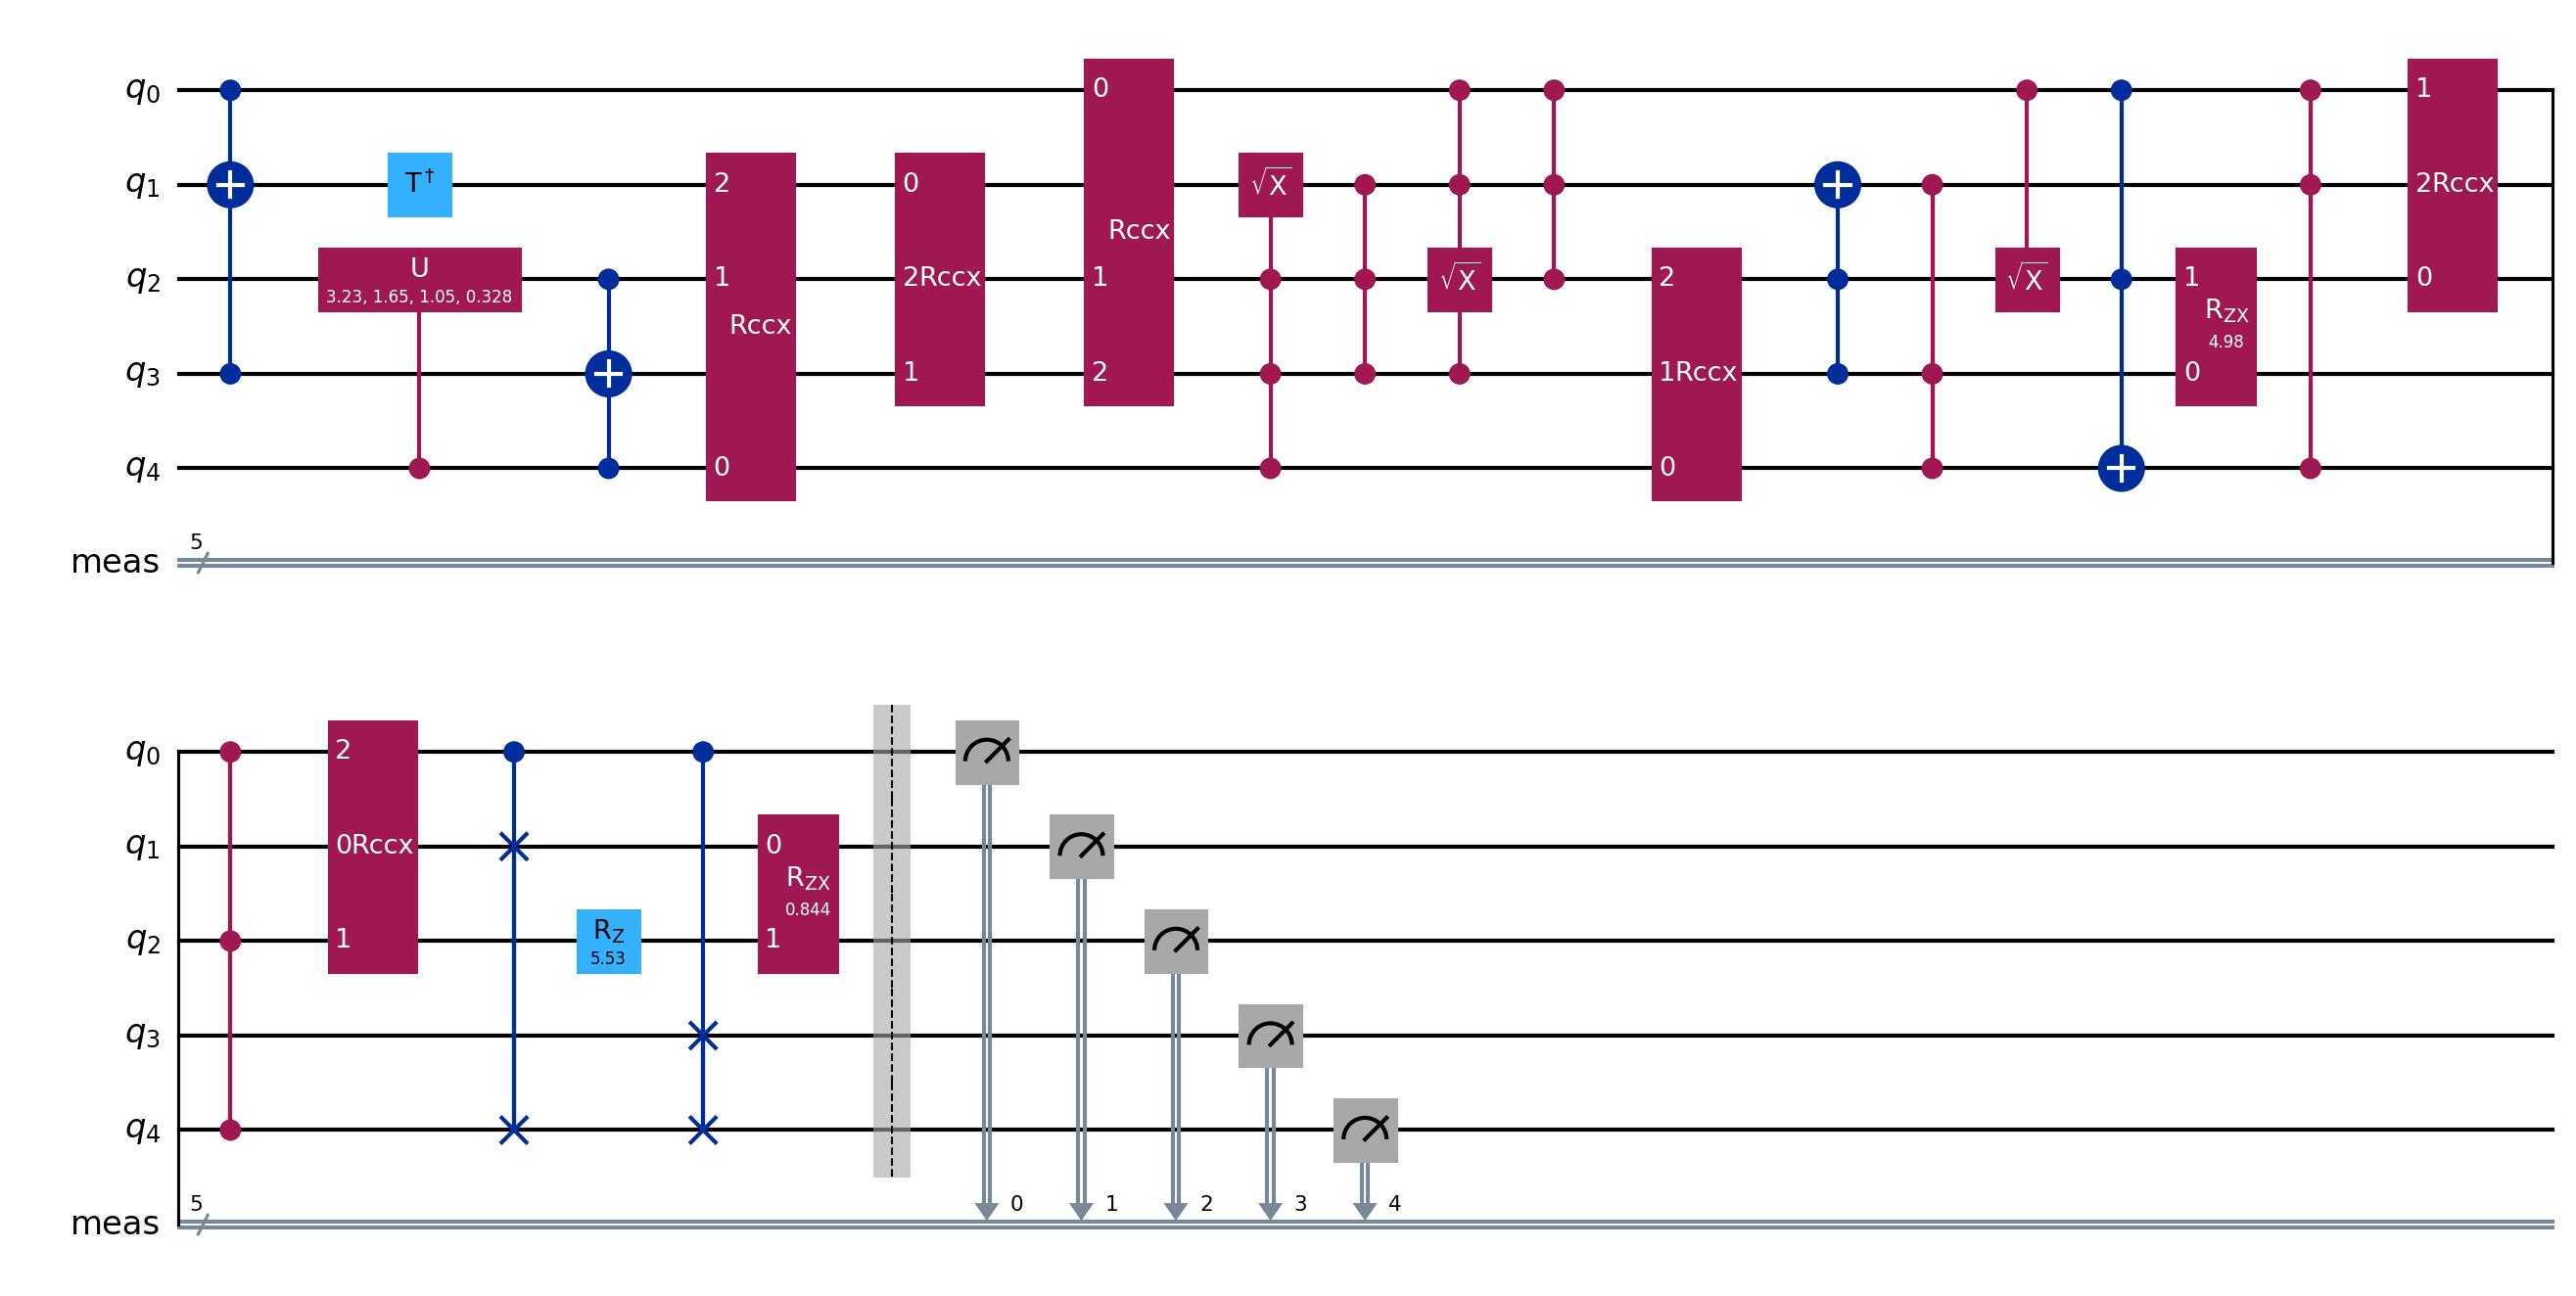 q0
q1
q2
q3
q4
meas
5
T†
U
3.23, 1.65, 1.05, 0.328
2
1
Rccx
0
0
2Rccx
1
0
Rccx
1
2
√X
√X
2
1Rccx
0
√X
1
RZX
4.98
0
1
2Rccx
0
q0
q1
q2
q3
q4
meas
5
2
0Rccx
1
RZ
5.53
0
RZX
0.844
1
0
1
2
3
4